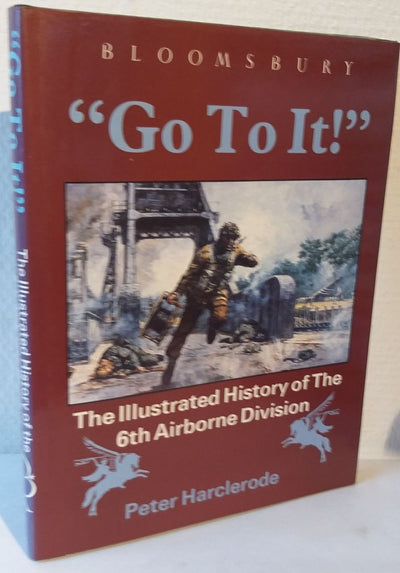 BLOOMSBURY
"Go To It!"
The Illustrated History of The
6th Airborne Division
Peter Harclerode
"Go To It!"
The Illustrated History of the